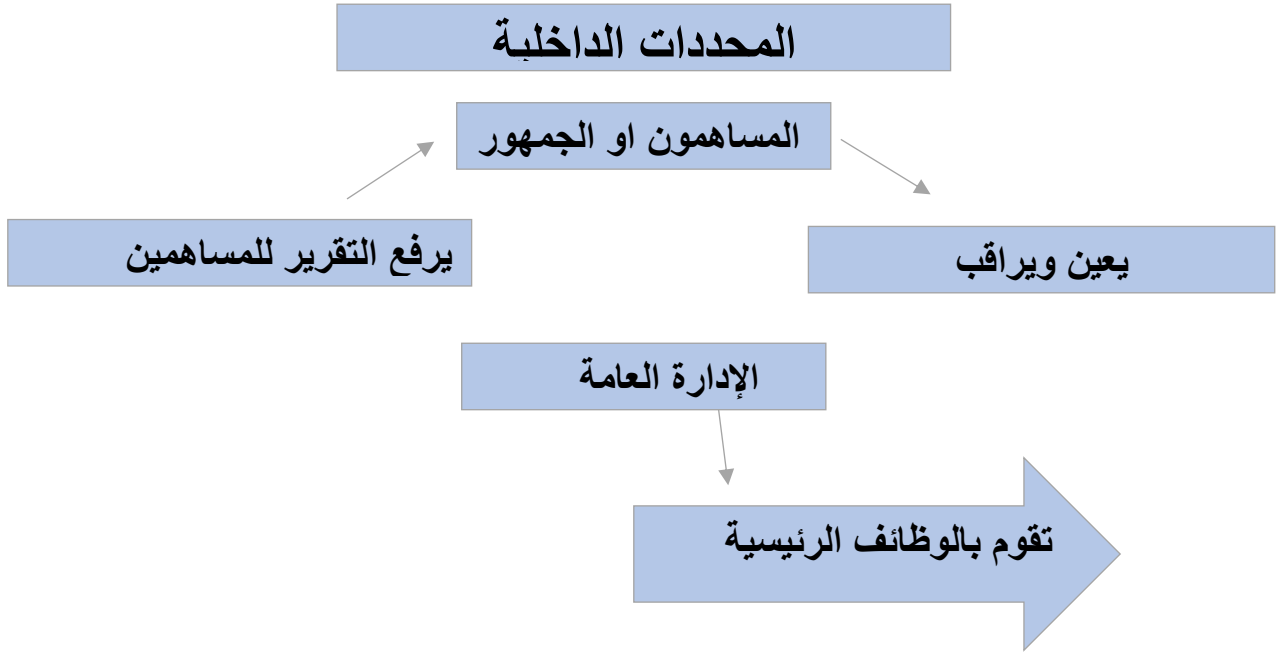 المحددات الداخلية
المساهمون او الجمهور
يعين ويراقب
يرفع التقرير للمساهمين
الإدارة العامة
تقوم بالوظائف الرئيسية